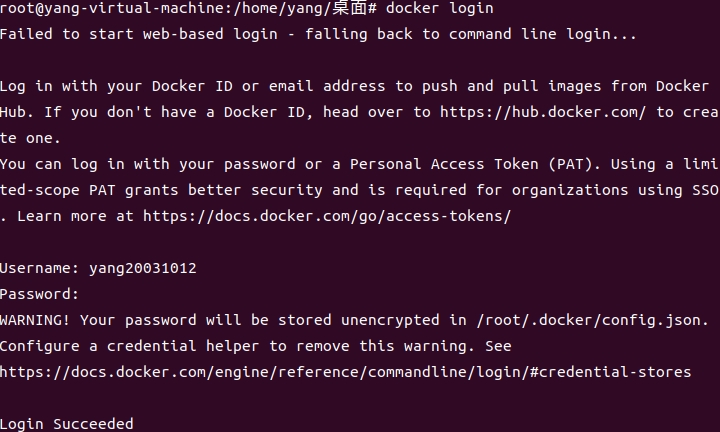 root@yang-virtual-machine:/home/yang/桌面# docker login
Failed to start web-based login - falling back to command line login...
Log in with your Docker ID or email address to push and pull images from Docker
Hub. If you don't have a Docker ID, head over to https://hub.docker.com/ to crea
te one.
You can log in with your password or a Personal Access Token (PAT). Using a limi
ted-scope PAT grants better security and is required for organizations using SSO
. Learn more at https://docs.docker.com/go/access-tokens/
Username: yang20031012
Password:
WARNING! Your password will be stored unencrypted in /root/.docker/config.json.
Configure a credential helper to remove this warning. See
https://docs.docker.com/engine/reference/commandline/login/#credential-stores
Login Succeeded